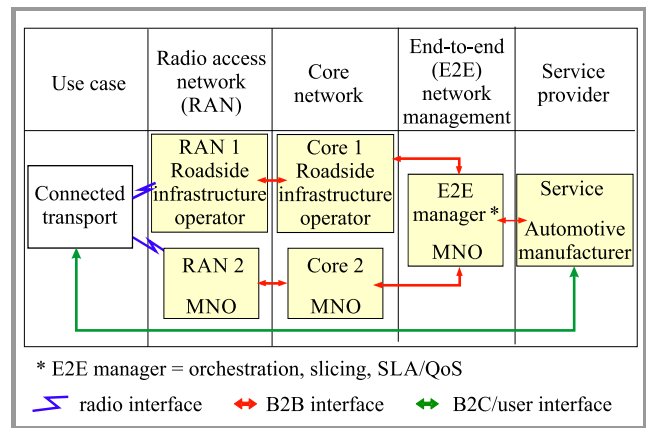 Use case
Radio access
network
(RAN)
Core
network
End-to-end
(E2E)
network
management
Service
provider
Connected
transport
RAN 1
Roadside
infrastructure
operator
Core 1
Roadside
infrastructure
operator
RAN 2
MNO
Core 2
MNO
E2E
manager *
MNO
Service
Automotive
manufacturer
* E2E manager = orchestration, slicing, SLA/QoS
radio interface
B2B interface
B2C/user interface